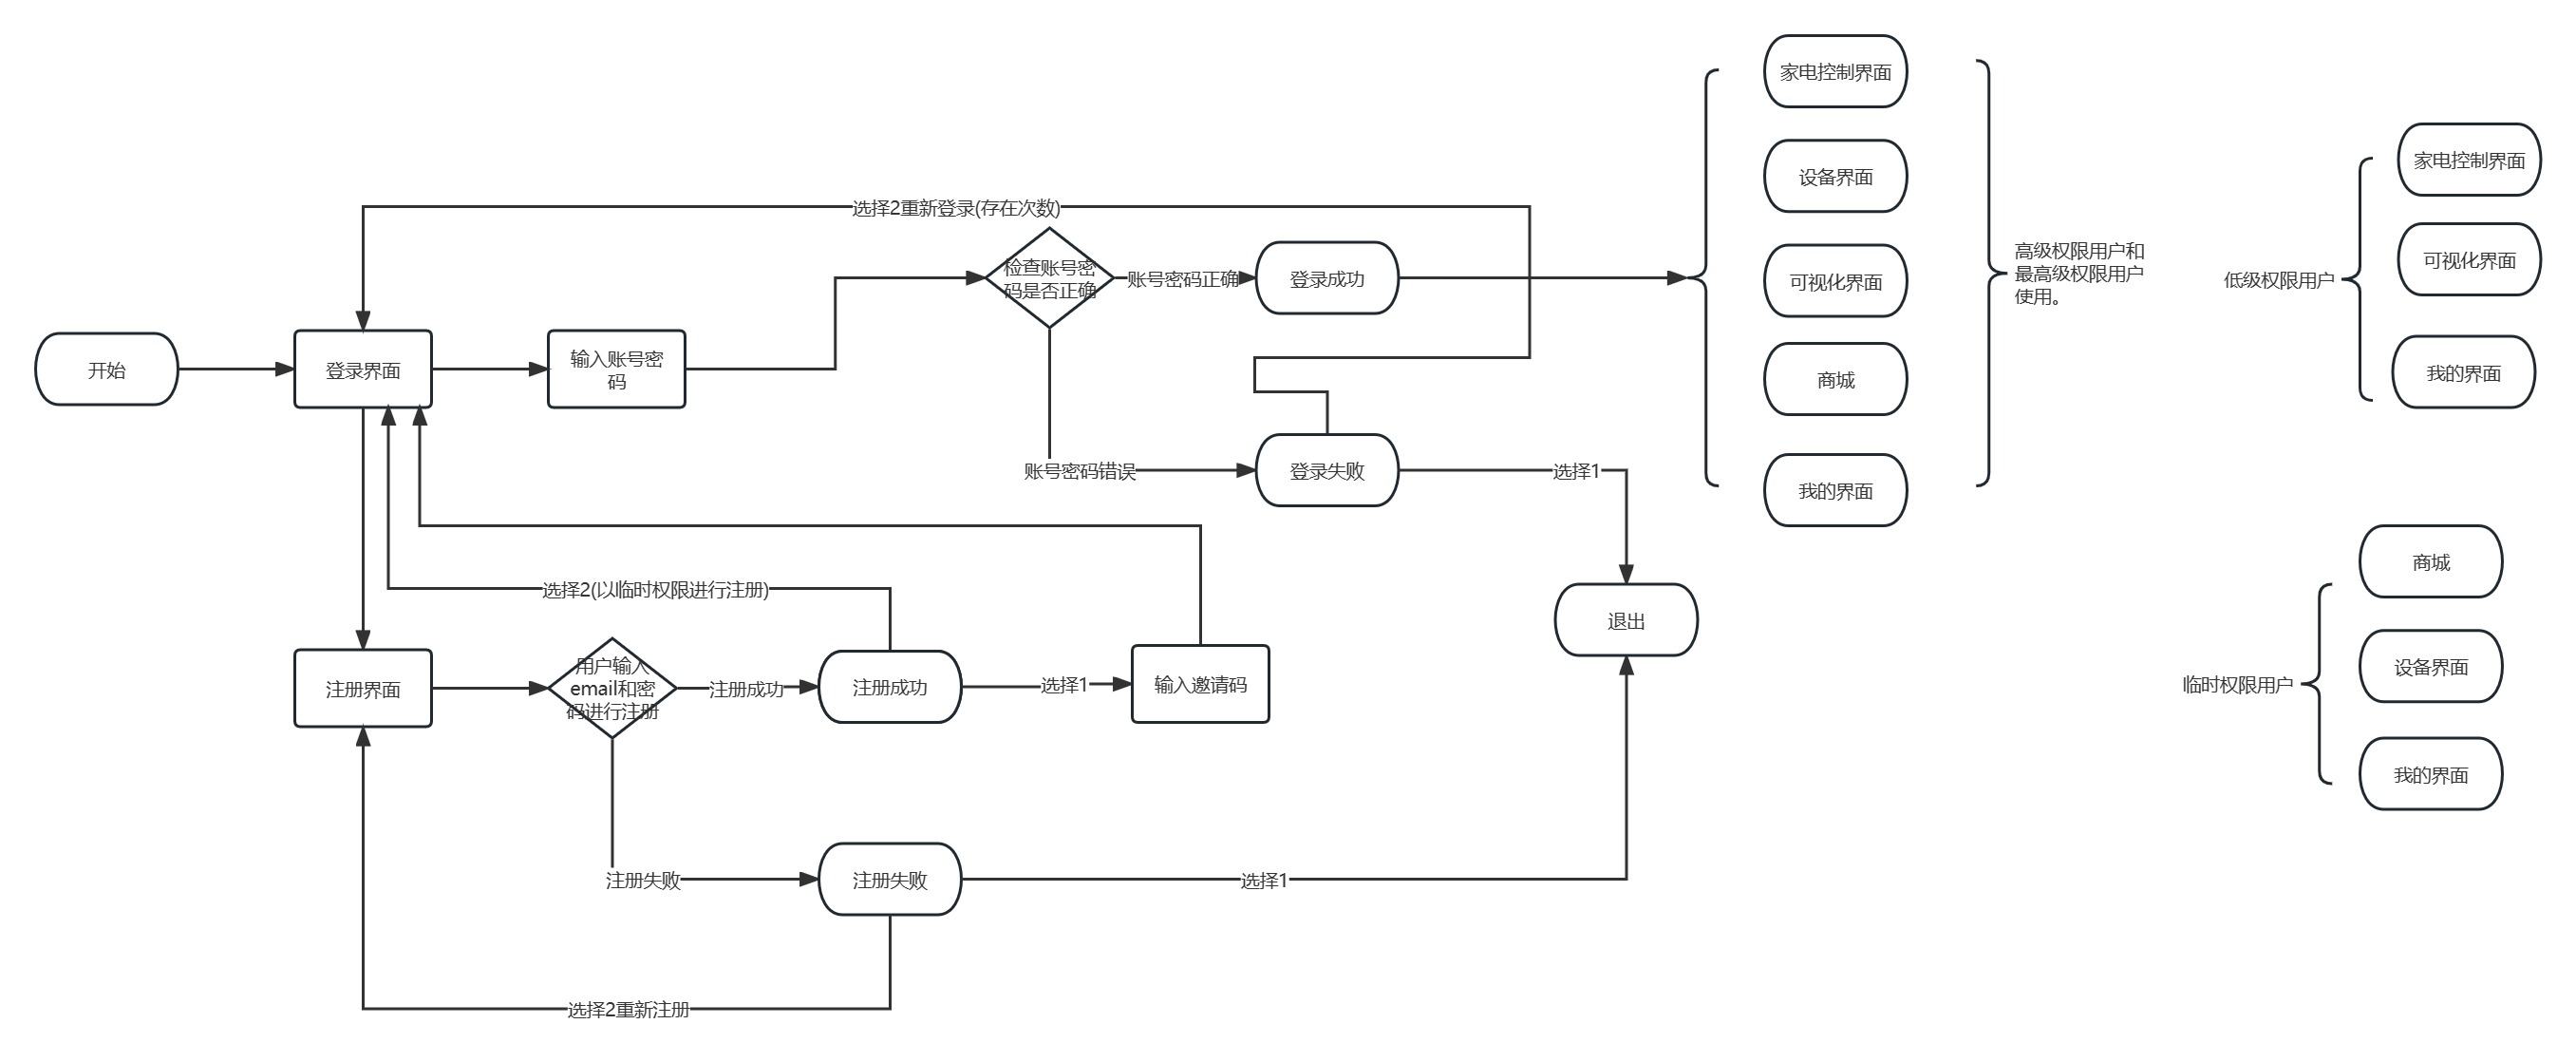 家电控制界面
设备界面
可视化界面
商城
我的界面
高级权限用户和
最高级权限用户
使用。
家电控制界面
可视化界面
我的界面
低级权限用户
选择2重新登录(存在次数)
检查账号密
码是否正确
账号密码正确
登录成功
开始
登录界面
输入账号密
码
账号密码错误
登录失败
选择1
退出
商城
设备界面
我的界面
临时权限用户
选择2(以临时权限进行注册)
注册界面
用户输入
email和密
码进行注册
注册成功
注册成功
选择1
输入邀请码
注册失败
注册失败
选择1
选择2重新注册